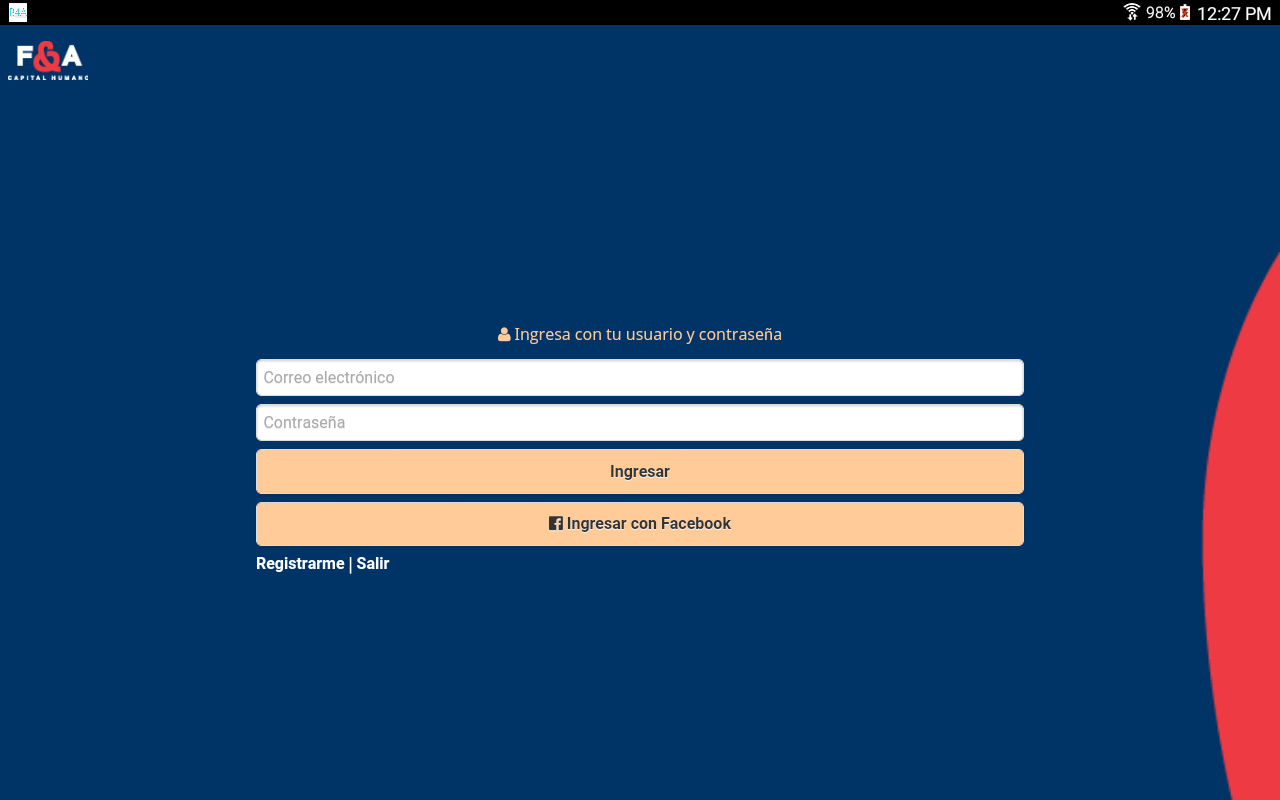 B4A
98% 12:27 PM
F&A
CAPITAL HUMANO
Ingresa con tu usuario y contraseña
Correo electrónico
Contraseña
Ingresar
Ingresar con Facebook
Registrarme | Salir